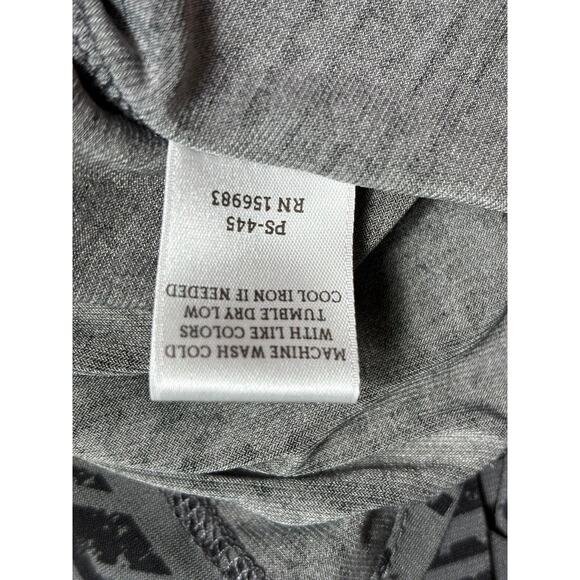 MACHINE WASH COLD
WITH LIKE COLORS
TUMBLE DRY LOW
COOL IRON IF NEEDED
PS-445
RN 156983